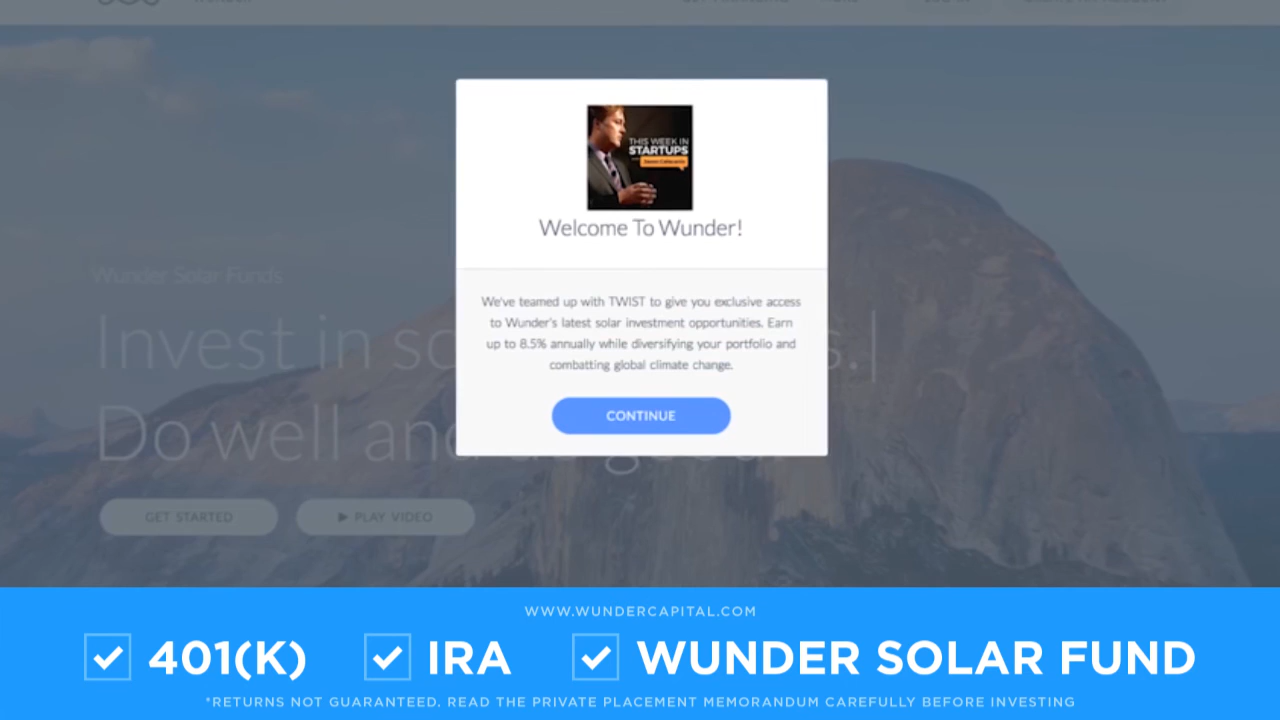 WUNDER
THIS WEEK IN
STARTUPS
Welcome To Wunder!
Wunder Solar Funds
We've teamed up with TWIST to give you exclusive access
to Wunder's latest solar investment opportunities. Earn
up to 8.5% annually while diversifying your portfolio and
combatting global climate change.
Invest in so s.|
Do well and
CONTINUE
GET STARTED
▶ PLAY VIDEO
WWW.WUNDERCAPITAL.COM
401(K) IRA WUNDER SOLAR FUND
*RETURNS NOT GUARANTEED. READ THE PRIVATE PLACEMENT MEMORANDUM CAREFULLY BEFORE INVESTING